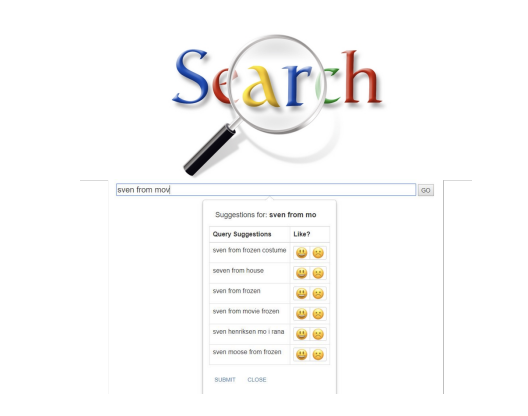 Search
sven from mov
GO
Suggestions for: sven from mo
Query Suggestions Like?
sven from frozen costume
seven from house
sven from frozen
sven from movie frozen
sven henriksen mo i rana
sven moose from frozen
SUBMIT CLOSE